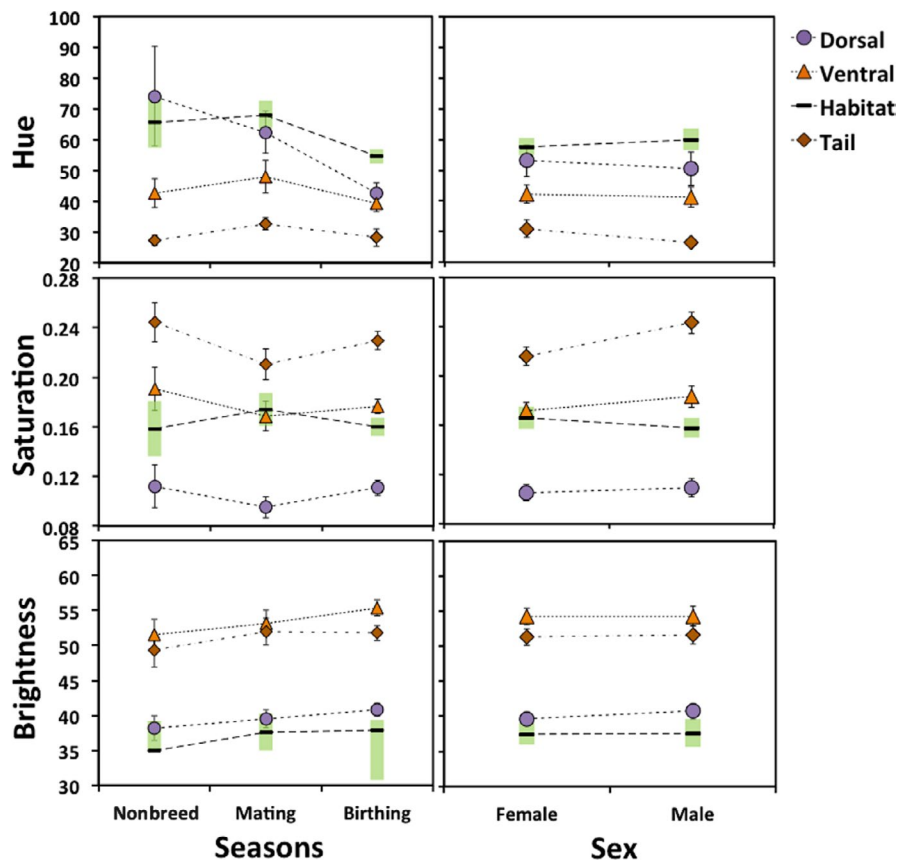 100
90
80
70
60
50
40
30
20
Hue
Dorsal
Ventral
Habitat
Tail
0.28
0.24
0.20
0.16
0.12
0.08
Saturation
65
60
55
50
45
40
35
30
Brightness
Nonbreed Mating Birthing
Female Male
Seasons
Sex